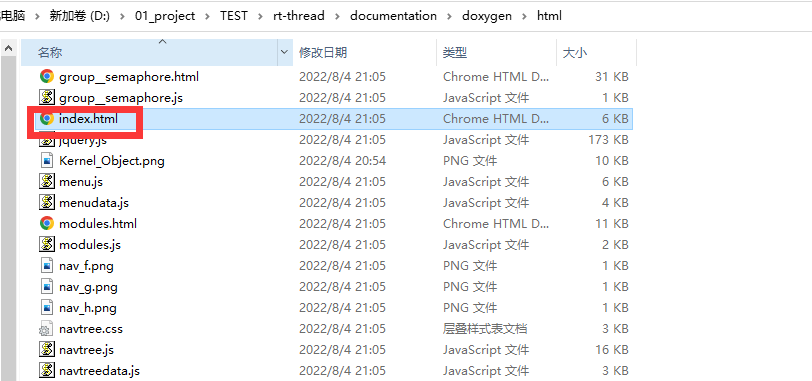 电脑 > 新加卷 (D:) > 01_project > TEST > rt-thread > documentation > doxygen > html
名称 修改日期 类型 大小
group__semaphore.html 2022/8/4 21:05 Chrome HTML D... 31 KB
group__semaphore.js 2022/8/4 21:05 JavaScript 文件 1 KB
index.html 2022/8/4 21:05 Chrome HTML D... 6 KB
jquery.js 2022/8/4 21:05 JavaScript 文件 173 KB
Kernel_Object.png 2022/8/4 20:54 PNG 文件 10 KB
menu.js 2022/8/4 21:05 JavaScript 文件 6 KB
menudata.js 2022/8/4 21:05 JavaScript 文件 4 KB
modules.html 2022/8/4 21:05 Chrome HTML D... 11 KB
modules.js 2022/8/4 21:05 JavaScript 文件 2 KB
nav_f.png 2022/8/4 21:05 PNG 文件 1 KB
nav_g.png 2022/8/4 21:05 PNG 文件 1 KB
nav_h.png 2022/8/4 21:05 PNG 文件 1 KB
navtree.css 2022/8/4 21:05 层叠样式表文档 3 KB
navtree.js 2022/8/4 21:05 JavaScript 文件 16 KB
navtreedata.js 2022/8/4 21:05 JavaScript 文件 3 KB